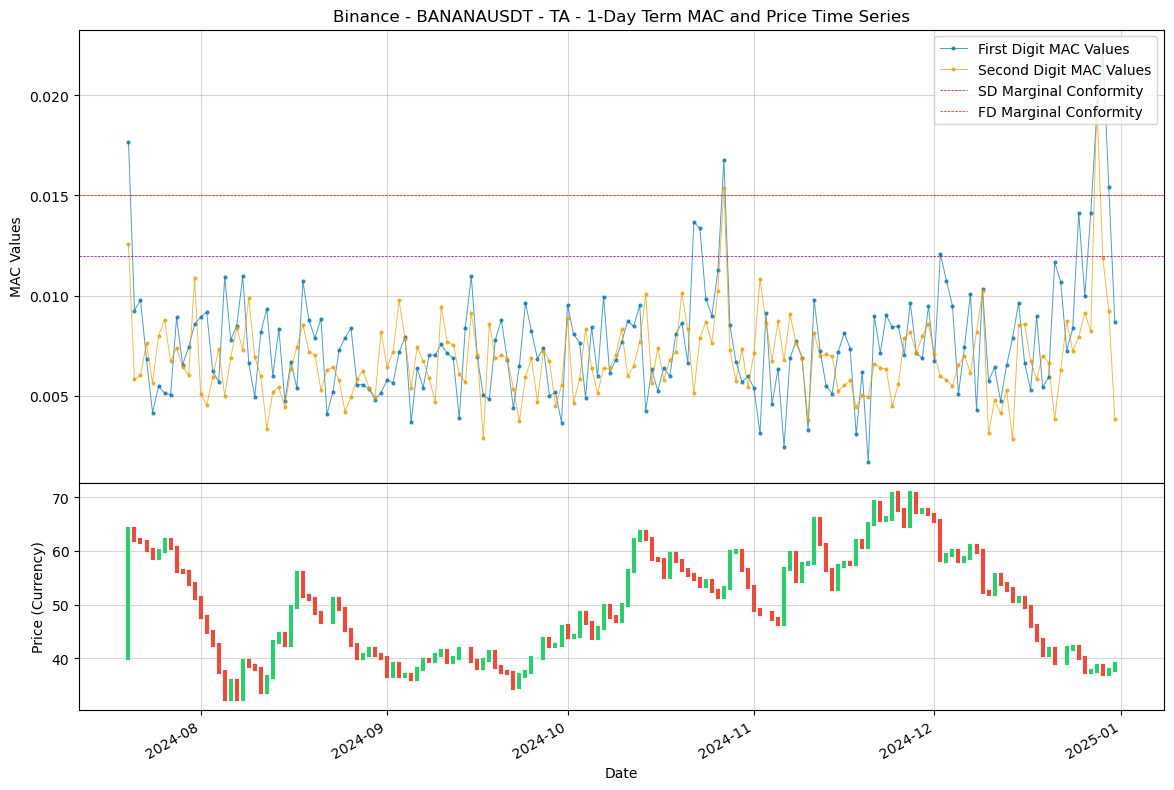 Binance - BANANAUSDT - TA - 1-Day Term MAC and Price Time Series
First Digit MAC Values
Second Digit MAC Values
SD Marginal Conformity
FD Marginal Conformity
MAC Values
0.020
0.015
0.010
0.005
Price (Currency)
70
60
50
40
2024-08
2024-09
2024-10
2024-11
2024-12
2025-01
Date